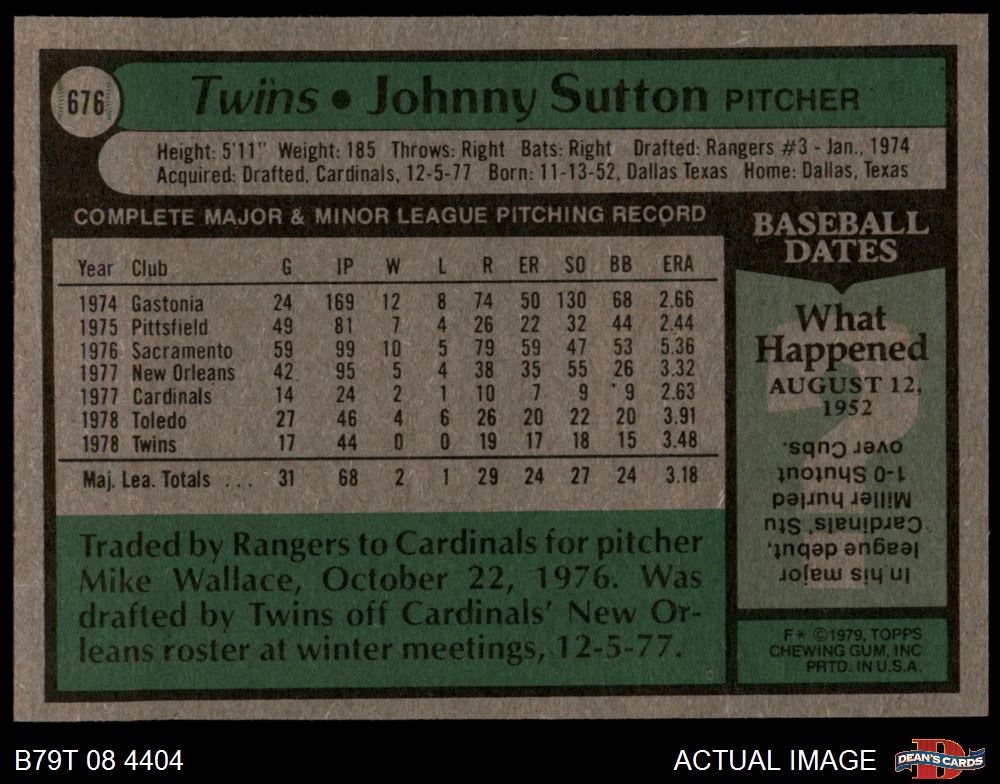 676
Twins • Johnny Sutton PITCHER
Height: 5'11" Weight: 185 Throws: Right Bats: Right Drafted: Rangers #3 - Jan., 1974
Acquired: Drafted, Cardinals, 12-5-77 Born: 11-13-52, Dallas Texas Home: Dallas, Texas
COMPLETE MAJOR & MINOR LEAGUE PITCHING RECORD
Year Club G IP W L R ER SO BB ERA
1974 Gastonia 24 169 12 8 74 50 130 68 2.66
1975 Pittsfield 49 81 7 4 26 22 32 44 2.44
1976 Sacramento 59 99 10 5 79 59 47 53 5.36
1977 New Orleans 42 95 5 4 38 35 55 26 3.32
1977 Cardinals 14 24 2 1 10 7 9 9 2.63
1978 Toledo 27 46 4 6 26 20 22 20 3.91
1978 Twins 17 44 0 0 19 17 18 15 3.48
Maj. Lea. Totals ... 31 68 2 1 29 24 27 24 3.18
Traded by Rangers to Cardinals for pitcher
Mike Wallace, October 22, 1976. Was
drafted by Twins off Cardinals' New Or-
leans roster at winter meetings, 12-5-77.
BASEBALL
DATES
What
Happened
AUGUST 12,
1952
In his major
league debut,
Cardinals' Stu
Miller hurled
1-0 Shutout
over Cubs.
F* ©1979, TOPPS
CHEWING GUM, INC
PRTD. IN U.S.A.
B79T 08 4404
ACTUAL IMAGE
DEAN'S CARDS